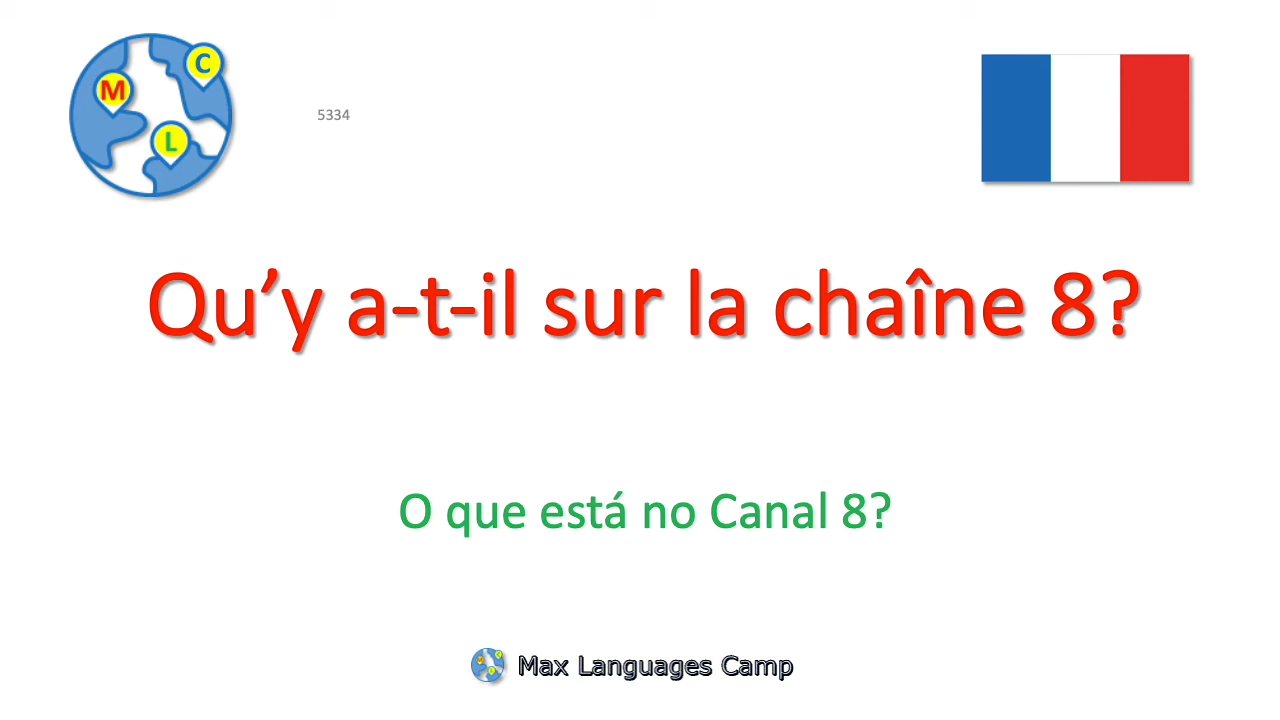 C
M
L
5334
Qu’y a-t-il sur la chaîne 8?
O que está no Canal 8?
Max Languages Camp